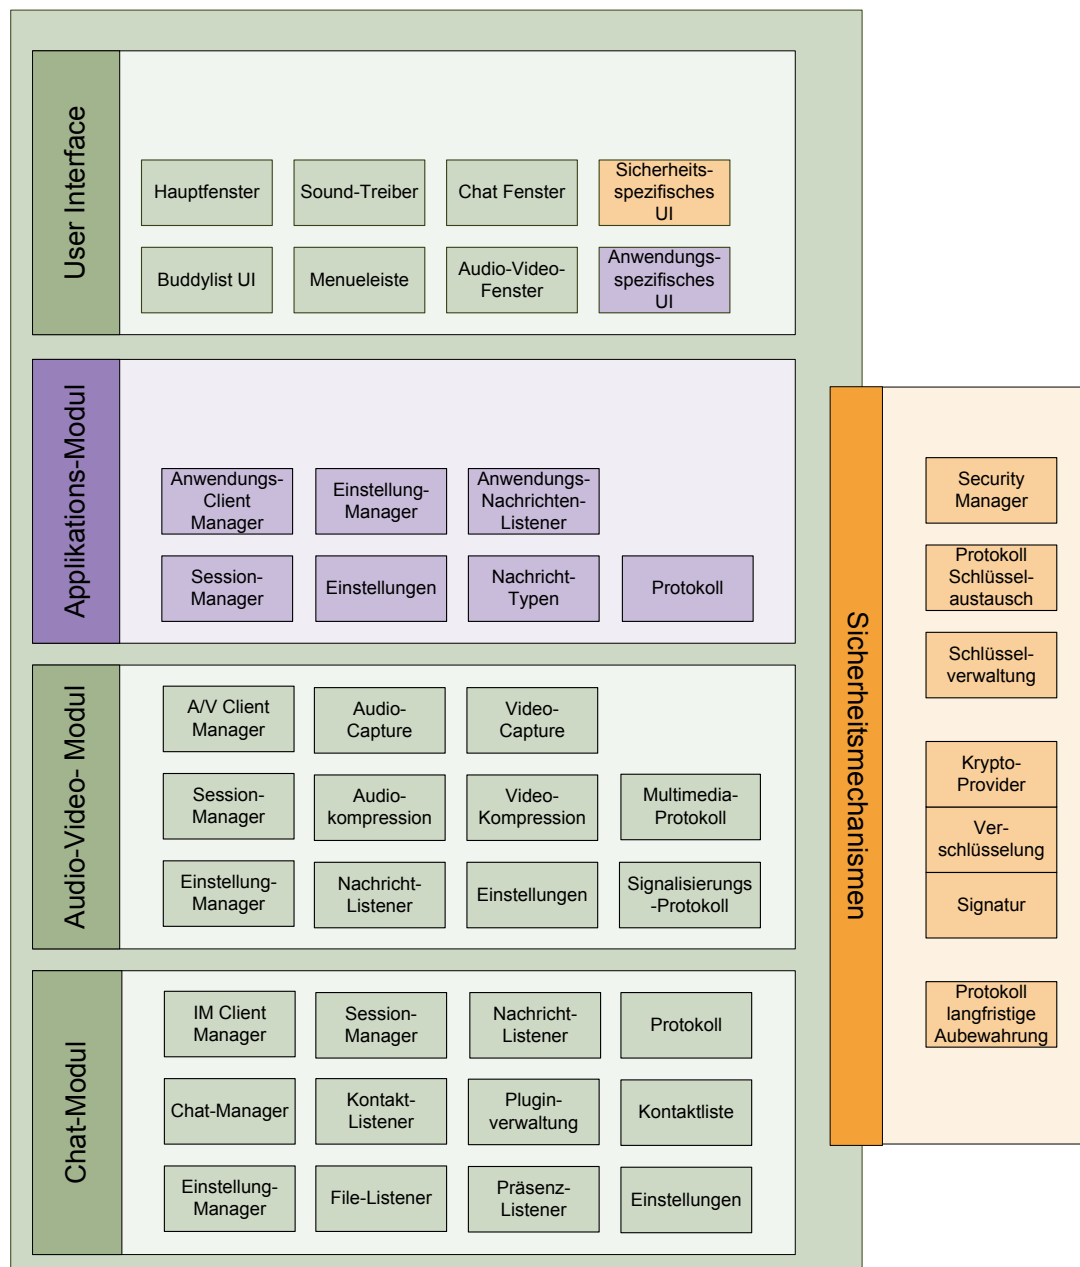 User Interface
Hauptfenster
Sound-Treiber
Chat Fenster
Sicherheits-
spezifisches
UI
Buddylist UI
Menueleiste
Audio-Video-
Fenster
Anwendungs-
spezifisches
UI
Applikations-Modul
Anwendungs-
Client
Manager
Einstellung-
Manager
Anwendungs-
Nachrichten-
Listener
Session-
Manager
Einstellungen
Nachricht-
Typen
Protokoll
Audio-Video- Modul
A/V Client
Manager
Audio-
Capture
Video-
Capture
Session-
Manager
Audio-
kompression
Video-
Kompression
Multimedia-
Protokoll
Einstellung-
Manager
Nachricht-
Listener
Einstellungen
Signalisierungs
-Protokoll
Chat-Modul
IM Client
Manager
Session-
Manager
Nachricht-
Listener
Protokoll
Chat-Manager
Kontakt-
Listener
Plugin-
verwaltung
Kontaktliste
Einstellung-
Manager
File-Listener
Präsenz-
Listener
Einstellungen
Sicherheitsmechanismen
Security
Manager
Protokoll
Schlüssel-
austausch
Schlüssel-
verwaltung
Krypto-
Provider
Ver-
schlüsselung
Signatur
Protokoll
langfristige
Aubewahrung